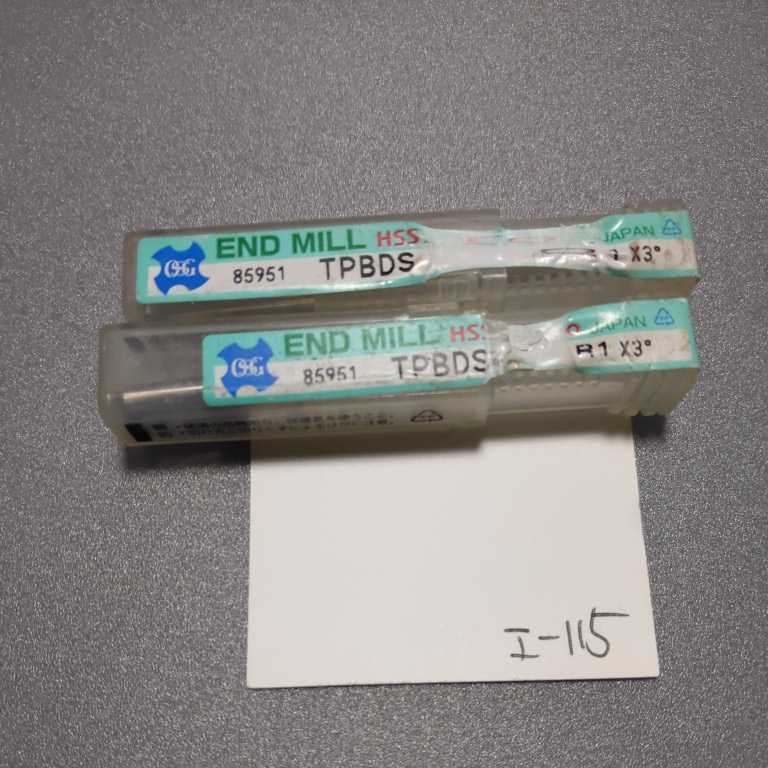 END MILL HSS JAPAN
OSG 85951 TPBDS X3°
END MILL HSS JAPAN
OSG 85951 TPBDS R1 X3°
I-115